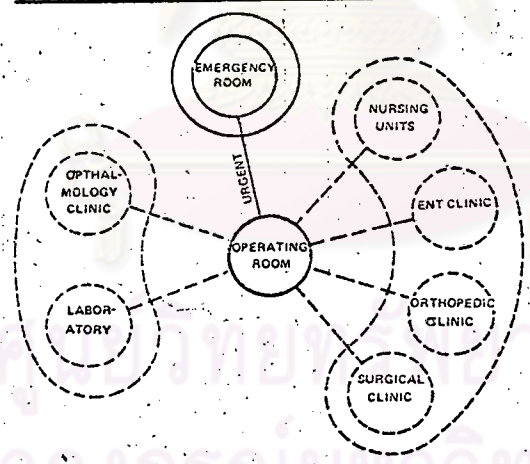 EMERGENCY
ROOM
NURSING
UNITS
URGENT
OPTHAL-
MOLOGY
CLINIC
ENT CLINIC
OPERATING
ROOM
LABOR-
ATORY
ORTHOPEDIC
CLINIC
SURGICAL
CLINIC